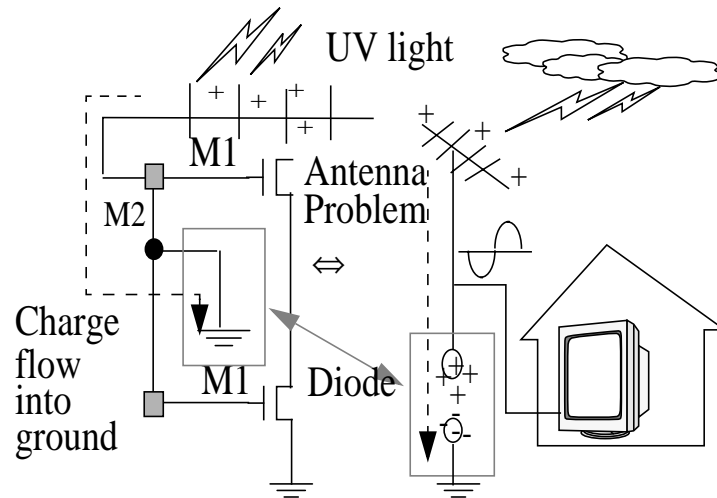 UV light
M1
Antenna
Problem
M2
⇔
Charge
flow
into
ground
M1
Diode